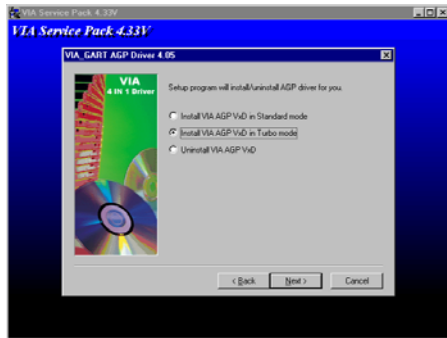 VIA Service Pack 4.33V
VIA Service Pack 4.33V
VIA_GART AGP Driver 4.05
VIA
4 IN 1 Driver
Setup program will install/uninstall AGP driver for you.
Install VIA AGP VxD in Standard mode
Install VIA AGP VxD in Turbo mode
Uninstall VIA AGP VxD
< Back
Next >
Cancel